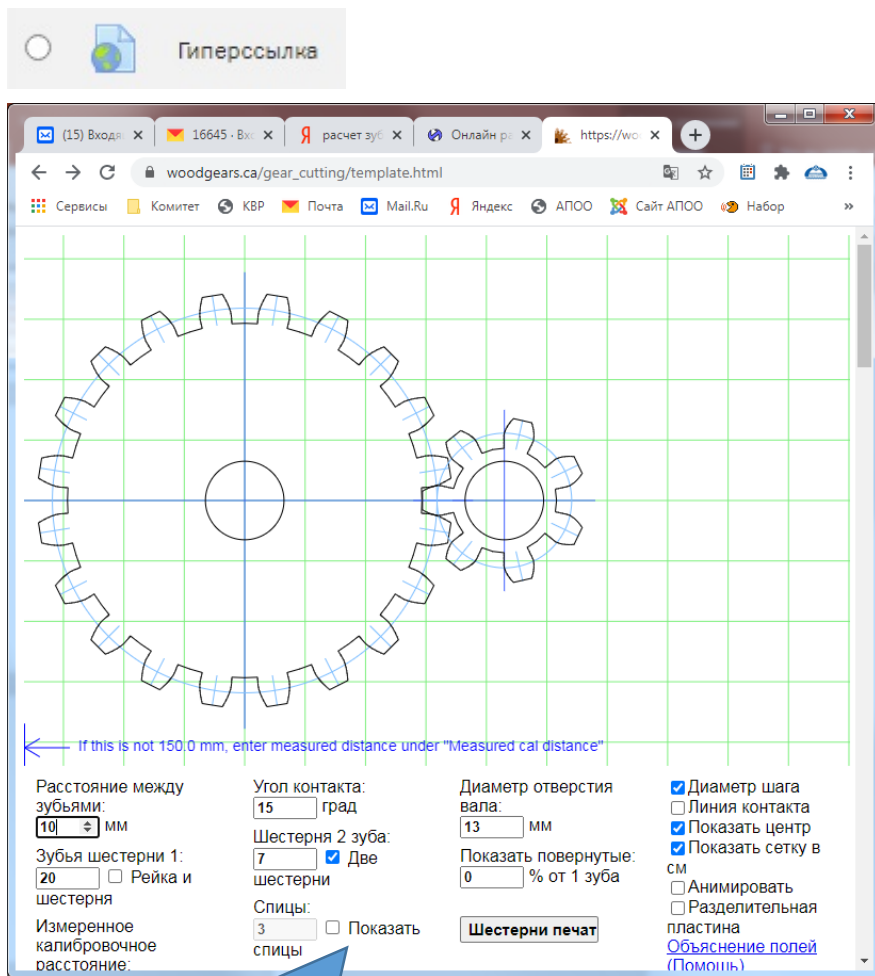 Гиперссылка
(15) Входя
16645 · Вхо
расчет зуб
Онлайн ра
https://wo
woodgears.ca/gear_cutting/template.html
Сервисы Комитет КВР Почта Mail.Ru Яндекс АПОО Сайт АПОО Набор »
If this is not 150.0 mm, enter measured distance under "Measured cal distance"
Расстояние между
зубьями:
10 мм
Зубья шестерни 1:
20 Рейка и
шестерня
Измеренное
калибровочное
расстояние:
Угол контакта:
15 град
Шестерня 2 зуба:
7 Две
шестерни
Спицы:
3 Показать
спицы
Диаметр отверстия
вала:
13 мм
Показать повернутые:
0 % от 1 зуба
Шестерни печат
Диаметр шага
Линия контакта
Показать центр
Показать сетку в
см
Анимировать
Разделительная
пластина
Объяснение полей
(Помощь)